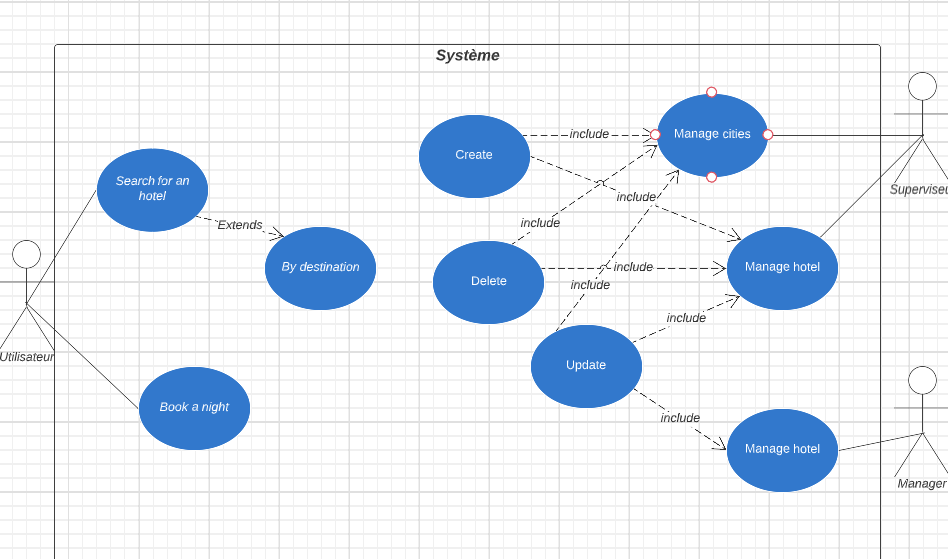 Système
Create
include
Manage cities
Search for an
hotel
Superviseu
include
include
Extends
By destination
Delete
include
include
Manage hotel
include
Utilisateur
Update
Book a night
include
Manage hotel
Manager